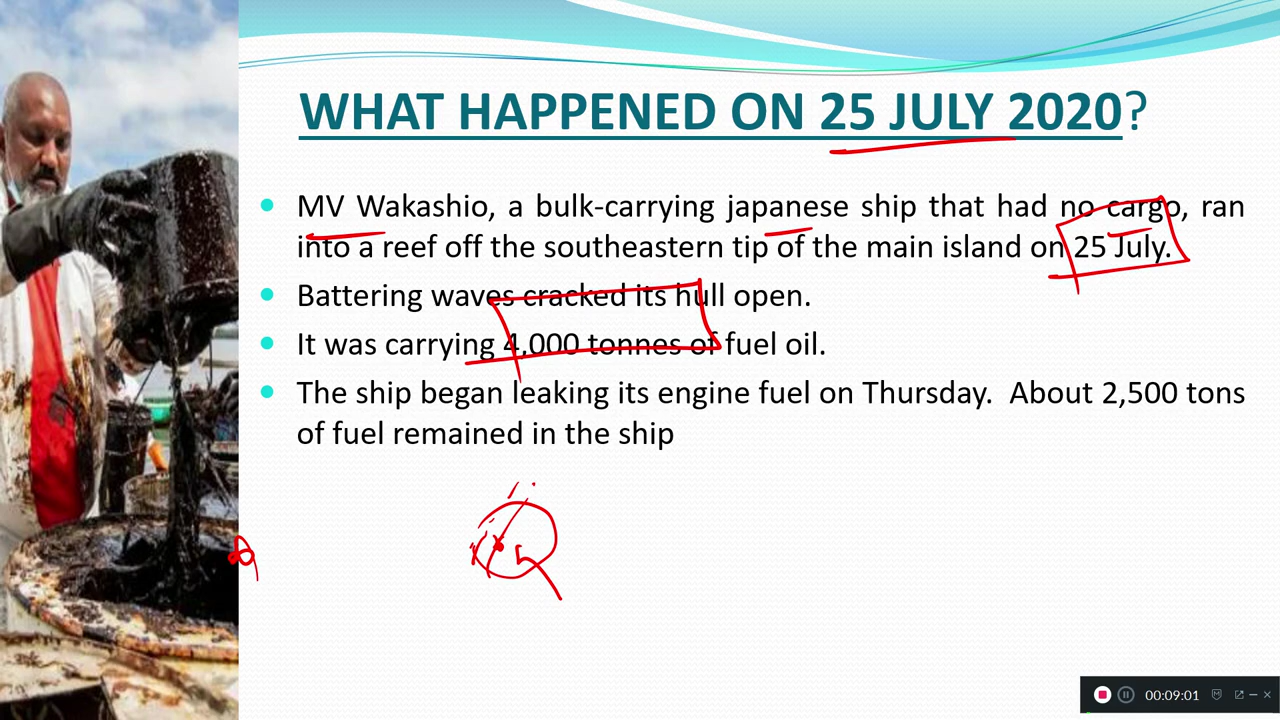 WHAT HAPPENED ON 25 JULY 2020?
• MV Wakashio, a bulk-carrying japanese ship that had no cargo, ran
into a reef off the southeastern tip of the main island on 25 July.
• Battering waves cracked its hull open.
• It was carrying 4,000 tonnes of fuel oil.
• The ship began leaking its engine fuel on Thursday.  About 2,500 tons
of fuel remained in the ship
00:09:01